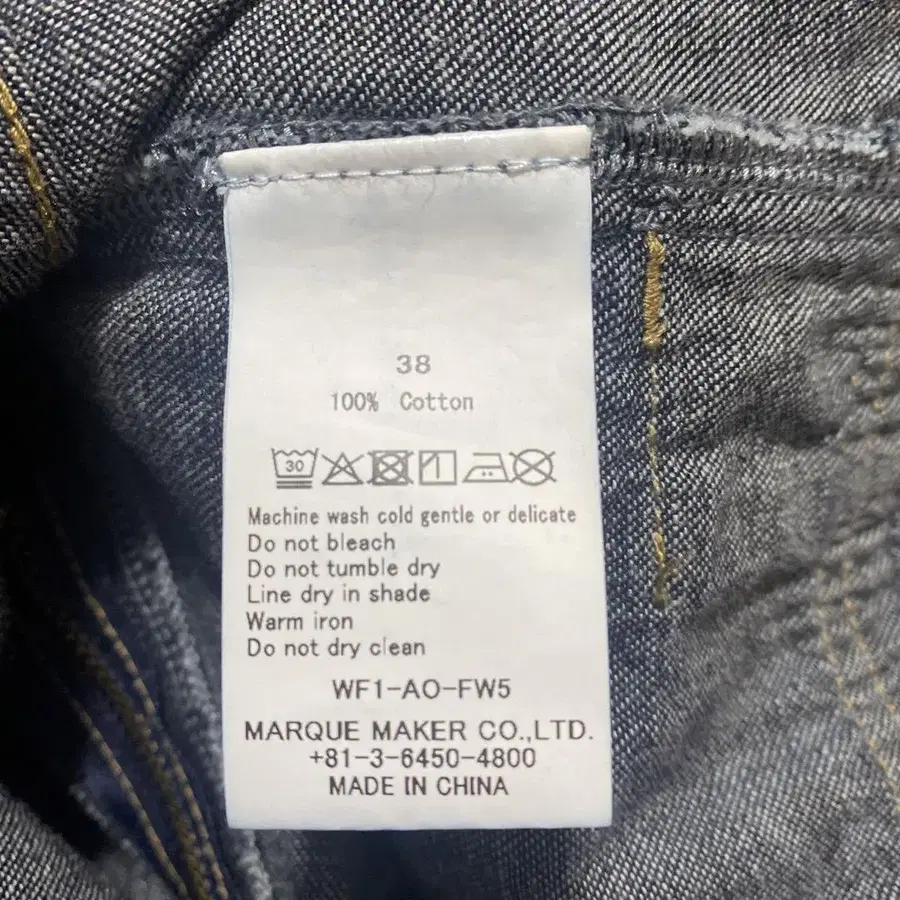 38
100% Cotton
30
Machine wash cold gentle or delicate
Do not bleach
Do not tumble dry
Line dry in shade
Warm iron
Do not dry clean
WF1-AO-FW5
MARQUE MAKER CO.,LTD.
+81-3-6450-4800
MADE IN CHINA